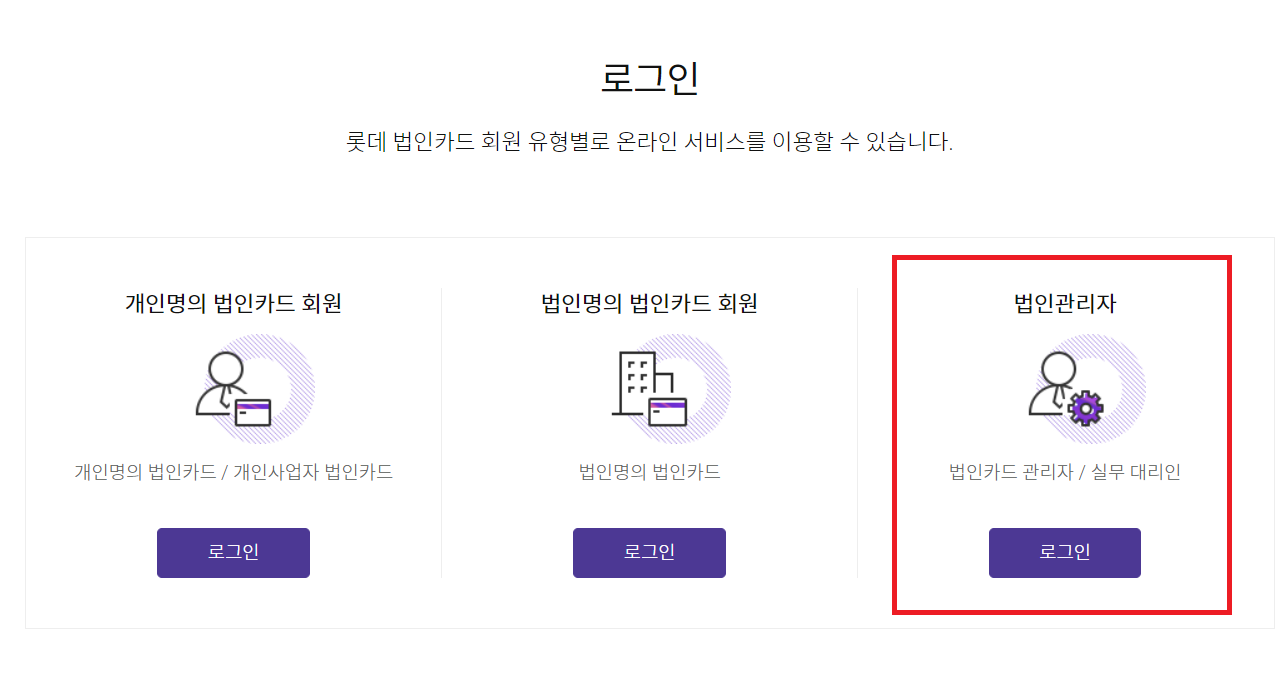 로그인
롯데 법인카드 회원 유형별로 온라인 서비스를 이용할 수 있습니다.
개인명의 법인카드 회원
개인명의 법인카드 / 개인사업자 법인카드
로그인
법인명의 법인카드 회원
법인명의 법인카드
로그인
법인관리자
법인카드 관리자 / 실무 대리인
로그인